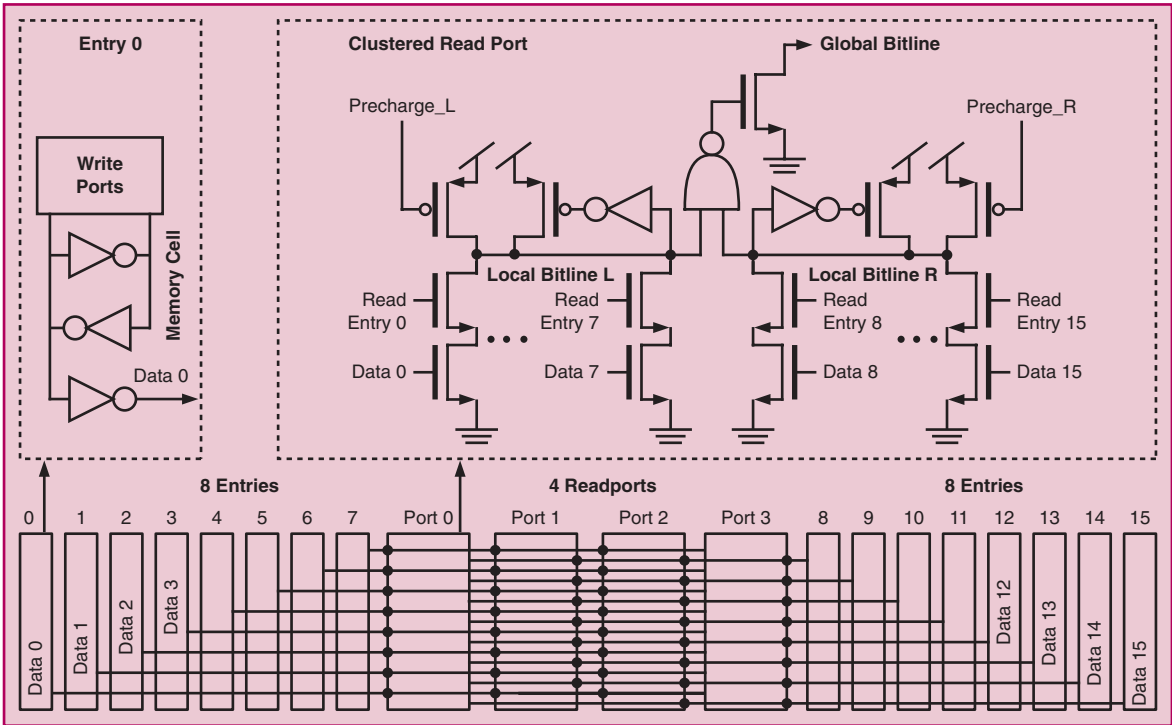 Entry 0
Clustered Read Port
Global Bitline
Precharge_L
Precharge_R
Write
Ports
Memory Cell
Data 0
Local Bitline L
Local Bitline R
Read
Entry 0
Read
Entry 7
Read
Entry 8
Read
Entry 15
Data 0
Data 7
Data 8
Data 15
8 Entries
4 Readports
8 Entries
0 1 2 3 4 5 6 7 Port 0 Port 1 Port 2 Port 3 8 9 10 11 12 13 14 15
Data 0
Data 1
Data 2
Data 3
Data 12
Data 13
Data 14
Data 15